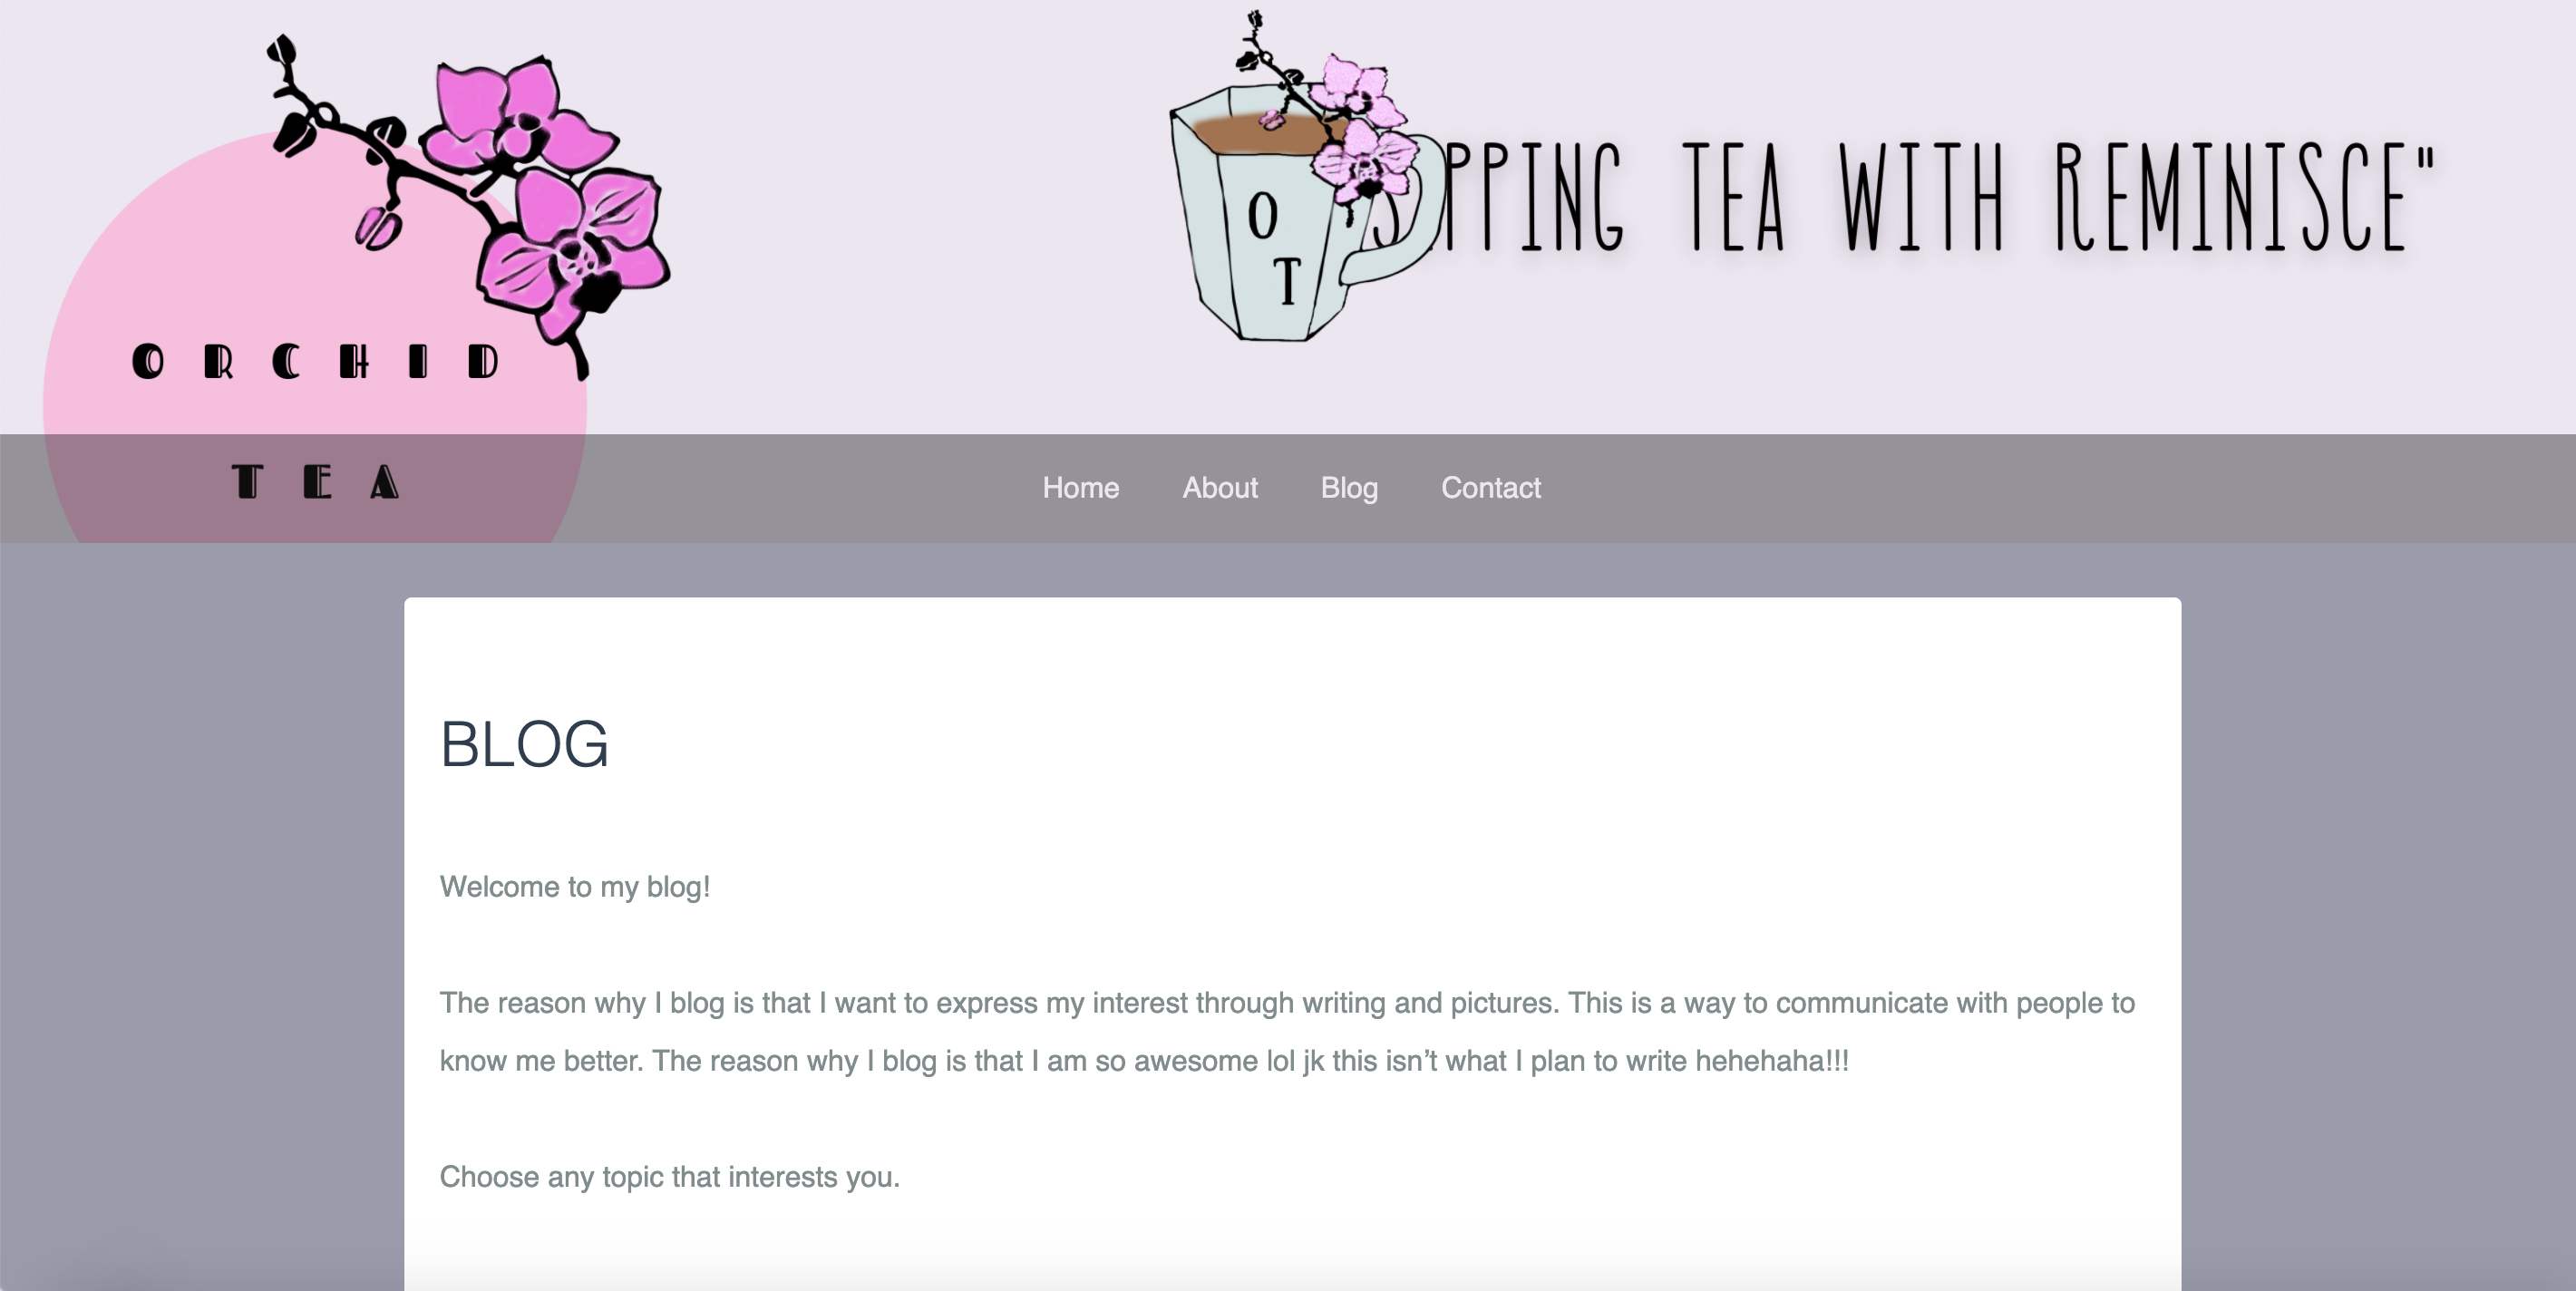 ORCHID
TEA
O
T
SIPPING TEA WITH REMINISCE"
Home About Blog Contact
BLOG
Welcome to my blog!
The reason why I blog is that I want to express my interest through writing and pictures. This is a way to communicate with people to
know me better. The reason why I blog is that I am so awesome lol jk this isn’t what I plan to write hehehaha!!!
Choose any topic that interests you.